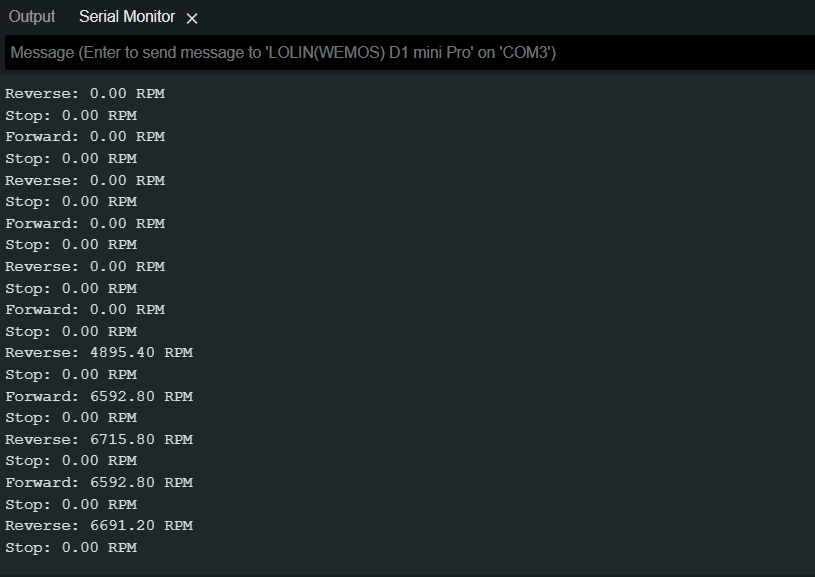 Output Serial Monitor ×
Message (Enter to send message to 'LOLIN(WEMOS) D1 mini Pro' on 'COM3')
Reverse: 0.00 RPM
Stop: 0.00 RPM
Forward: 0.00 RPM
Stop: 0.00 RPM
Reverse: 0.00 RPM
Stop: 0.00 RPM
Forward: 0.00 RPM
Stop: 0.00 RPM
Reverse: 0.00 RPM
Stop: 0.00 RPM
Forward: 0.00 RPM
Stop: 0.00 RPM
Reverse: 4895.40 RPM
Stop: 0.00 RPM
Forward: 6592.80 RPM
Stop: 0.00 RPM
Reverse: 6715.80 RPM
Stop: 0.00 RPM
Forward: 6592.80 RPM
Stop: 0.00 RPM
Reverse: 6691.20 RPM
Stop: 0.00 RPM